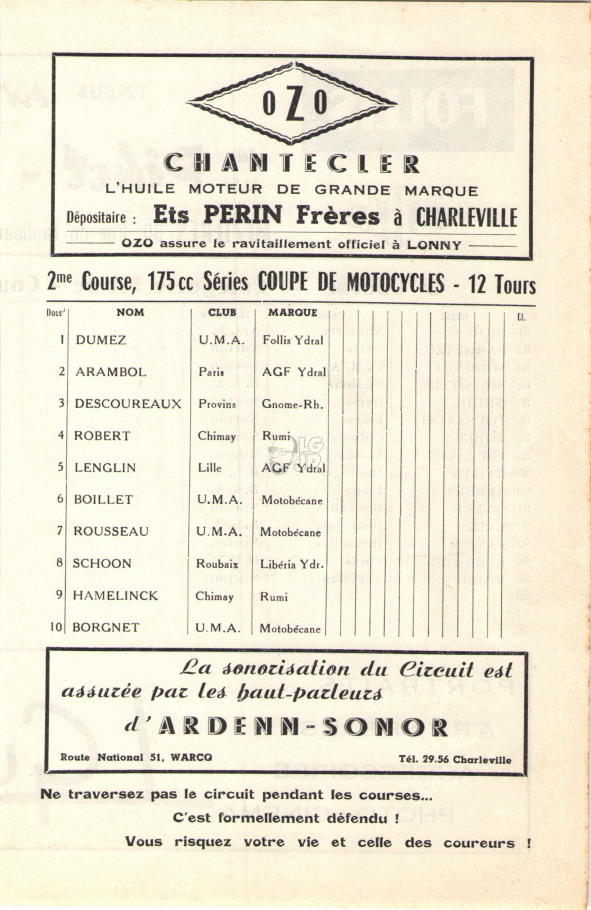 OZO
CHANTECLER
L'HUILE MOTEUR DE GRANDE MARQUE
Dépositaire : Ets PERIN Frères à CHARLEVILLE
OZO assure le ravitaillement officiel à LONNY
2me Course, 175 cc Séries COUPE DE MOTOCYCLES - 12 Tours
Dossd NOM CLUB MARQUE Cl.
1 DUMEZ U.M.A. Follis Ydral
2 ARAMBOL Paris AGF Ydral
3 DESCOUREAUX Provins Gnome-Rh.
4 ROBERT Chimay Rumi
5 LENGLIN Lille AGF Ydral
6 BOILLET U.M.A. Motobécane
7 ROUSSEAU U.M.A. Motobécane
8 SCHOON Roubaix Libéria Ydr.
9 HAMELINCK Chimay Rumi
10 BORGNET U.M.A. Motobécane
La sonorisation du Circuit est
assurée par les haut-parleurs
d'ARDENN-SONOR
Route National 51, WARCQ Tél. 29.56 Charleville
Ne traversez pas le circuit pendant les courses...
C'est formellement défendu !
Vous risquez votre vie et celle des coureurs !